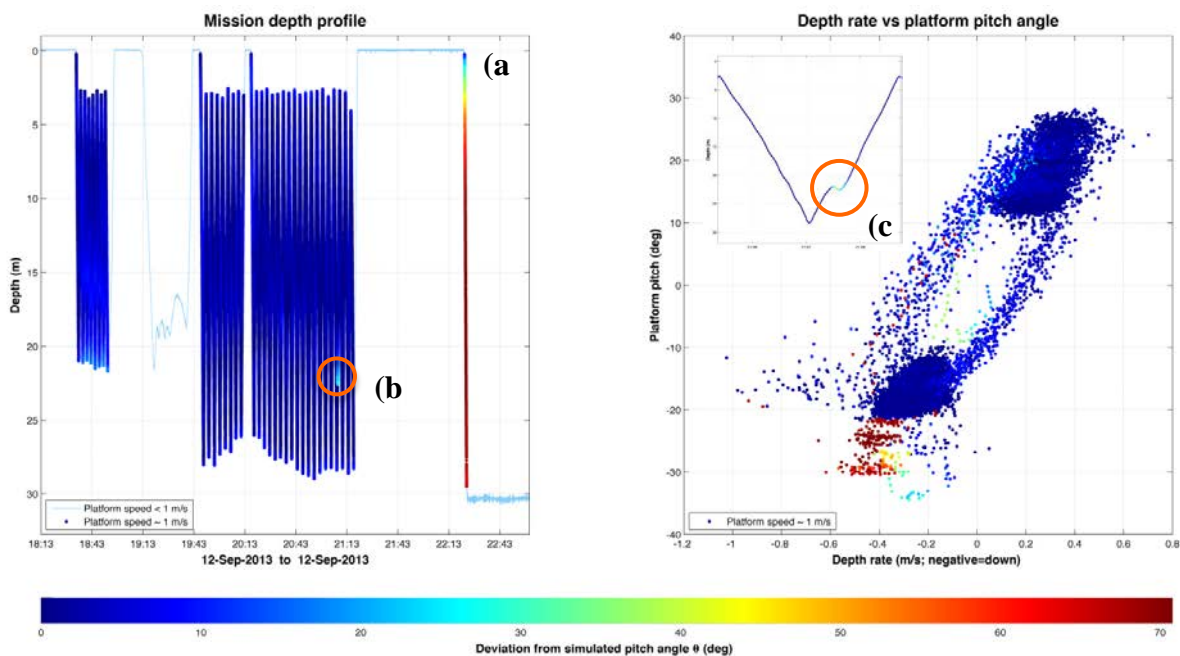 Mission depth profile
Depth rate vs platform pitch angle
0
5
10
15
20
25
30
Depth (m)
(a
(b
Platform speed < 1 m/s
Platform speed ~ 1 m/s
18:13 18:43 19:13 19:43 20:13 20:43 21:13 21:43 22:13 22:43
12-Sep-2013 to 12-Sep-2013
40
30
20
10
0
-10
-20
-30
-40
Platform pitch (deg)
(c
Platform speed ~ 1 m/s
-1.2 -1 -0.8 -0.6 -0.4 -0.2 0 0.2 0.4 0.6 0.8
Depth rate (m/s; negative=down)
0 10 20 30 40 50 60 70
Deviation from simulated pitch angle θ (deg)